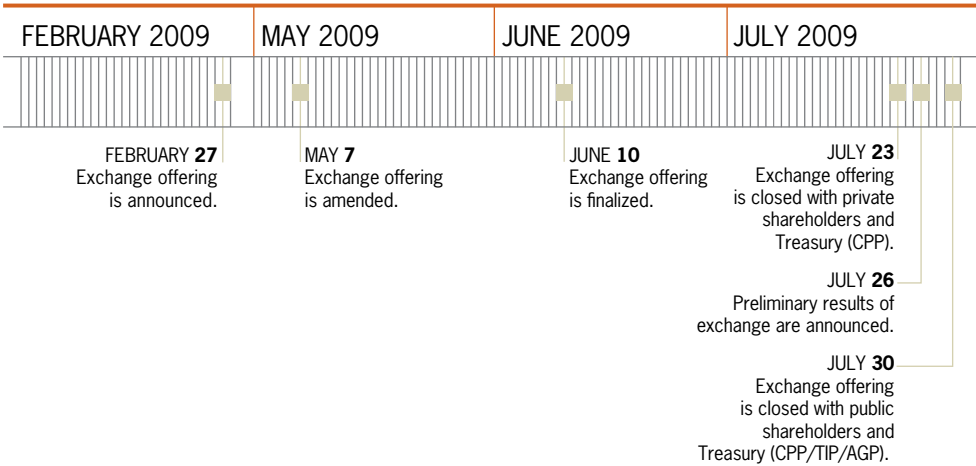 FEBRUARY 2009
MAY 2009
JUNE 2009
JULY 2009
FEBRUARY 27
Exchange offering
is announced.
MAY 7
Exchange offering
is amended.
JUNE 10
Exchange offering
is finalized.
JULY 23
Exchange offering
is closed with private
shareholders and
Treasury (CPP).
JULY 26
Preliminary results of
exchange are announced.
JULY 30
Exchange offering
is closed with public
shareholders and
Treasury (CPP/TIP/AGP).